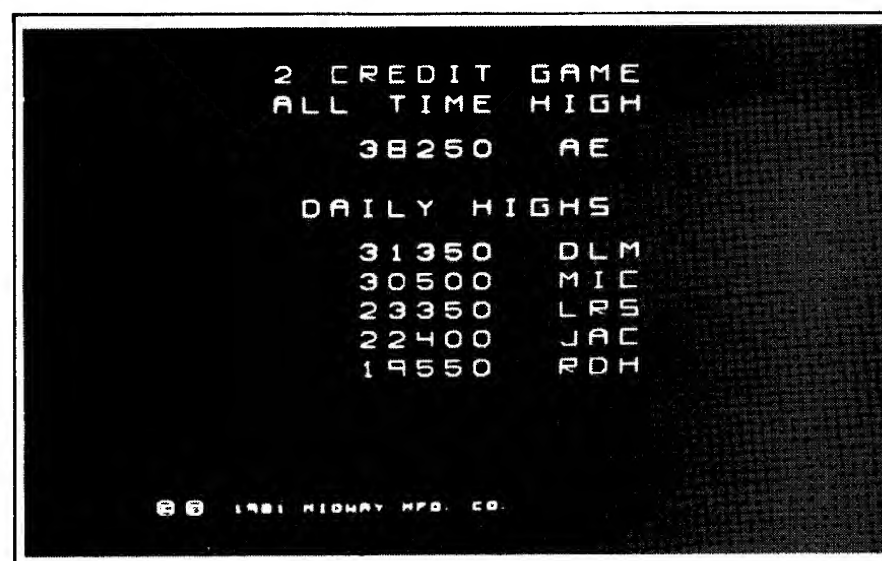 2 CREDIT GAME
ALL TIME HIGH
38250 AE
DAILY HIGHS
31350 DLM
30500 MIC
23350 LRS
22400 JAC
19550 RDH
1981 MIDWAY MFG. CO.